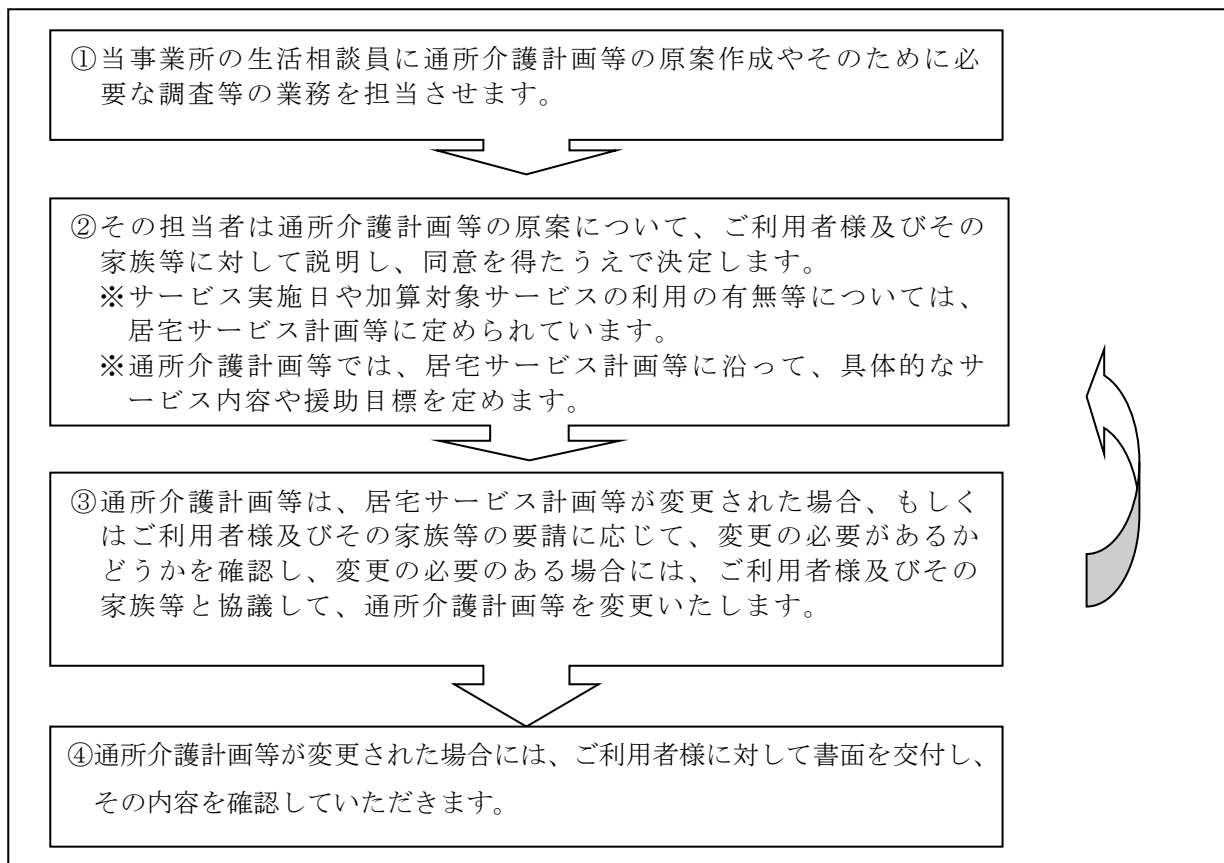 ①当事業所の生活相談員に通所介護計画等の原案作成やそのために必
要な調査等の業務を担当させます。
②その担当者は通所介護計画等の原案について、ご利用者様及びその
家族等に対して説明し、同意を得たうえで決定します。
※サービス実施日や加算対象サービスの利用の有無等については、
居宅サービス計画等に定められています。
※通所介護計画等では、居宅サービス計画等に沿って、具体的なサ
ービス内容や援助目標を定めます。
③通所介護計画等は、居宅サービス計画等が変更された場合、もしく
はご利用者様及びその家族等の要請に応じて、変更の必要があるか
どうかを確認し、変更の必要のある場合には、ご利用者様及びその
家族等と協議して、通所介護計画等を変更いたします。
④通所介護計画等が変更された場合には、ご利用者様に対して書面を交付し、
その内容を確認していただきます。